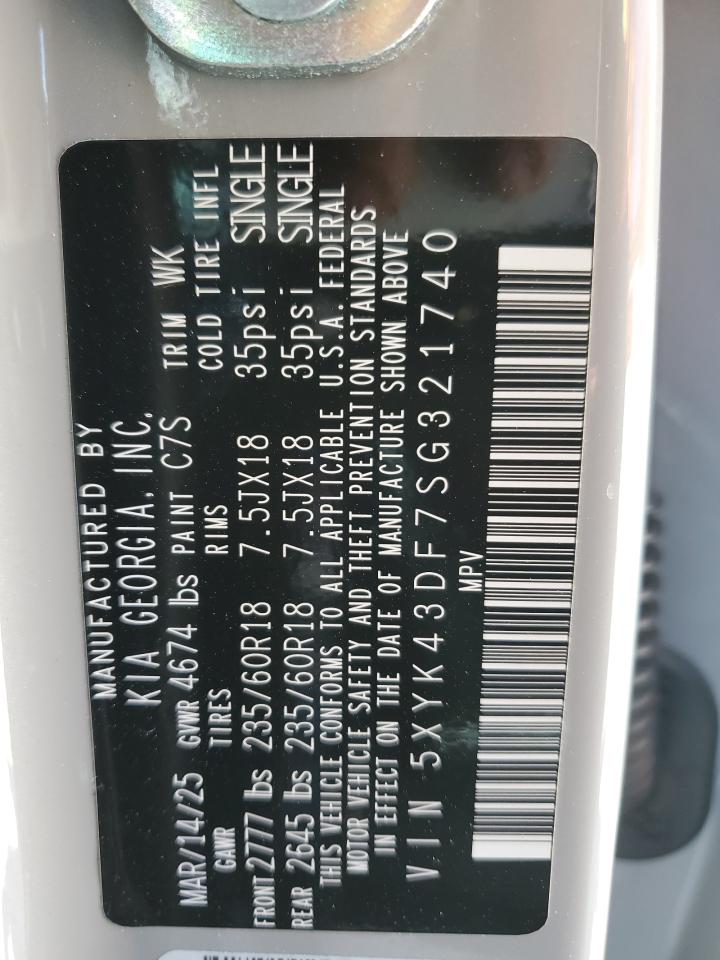 MANUFACTURED BY
KIA GEORGIA, INC.
MAR/14/25 GVWR 4674 lbs PAINT C7S TRIM WK
GAWR TIRES RIMS COLD TIRE INFL
FRONT 2777 lbs 235/60R18 7.5JX18 35psi SINGLE
REAR 2645 lbs 235/60R18 7.5JX18 35psi SINGLE
THIS VEHICLE CONFORMS TO ALL APPLICABLE U.S.A. FEDERAL
MOTOR VEHICLE SAFETY AND THEFT PREVENTION STANDARDS
IN EFFECT ON THE DATE OF MANUFACTURE SHOWN ABOVE
VIN 5XYK43DF7SG321740
MPV